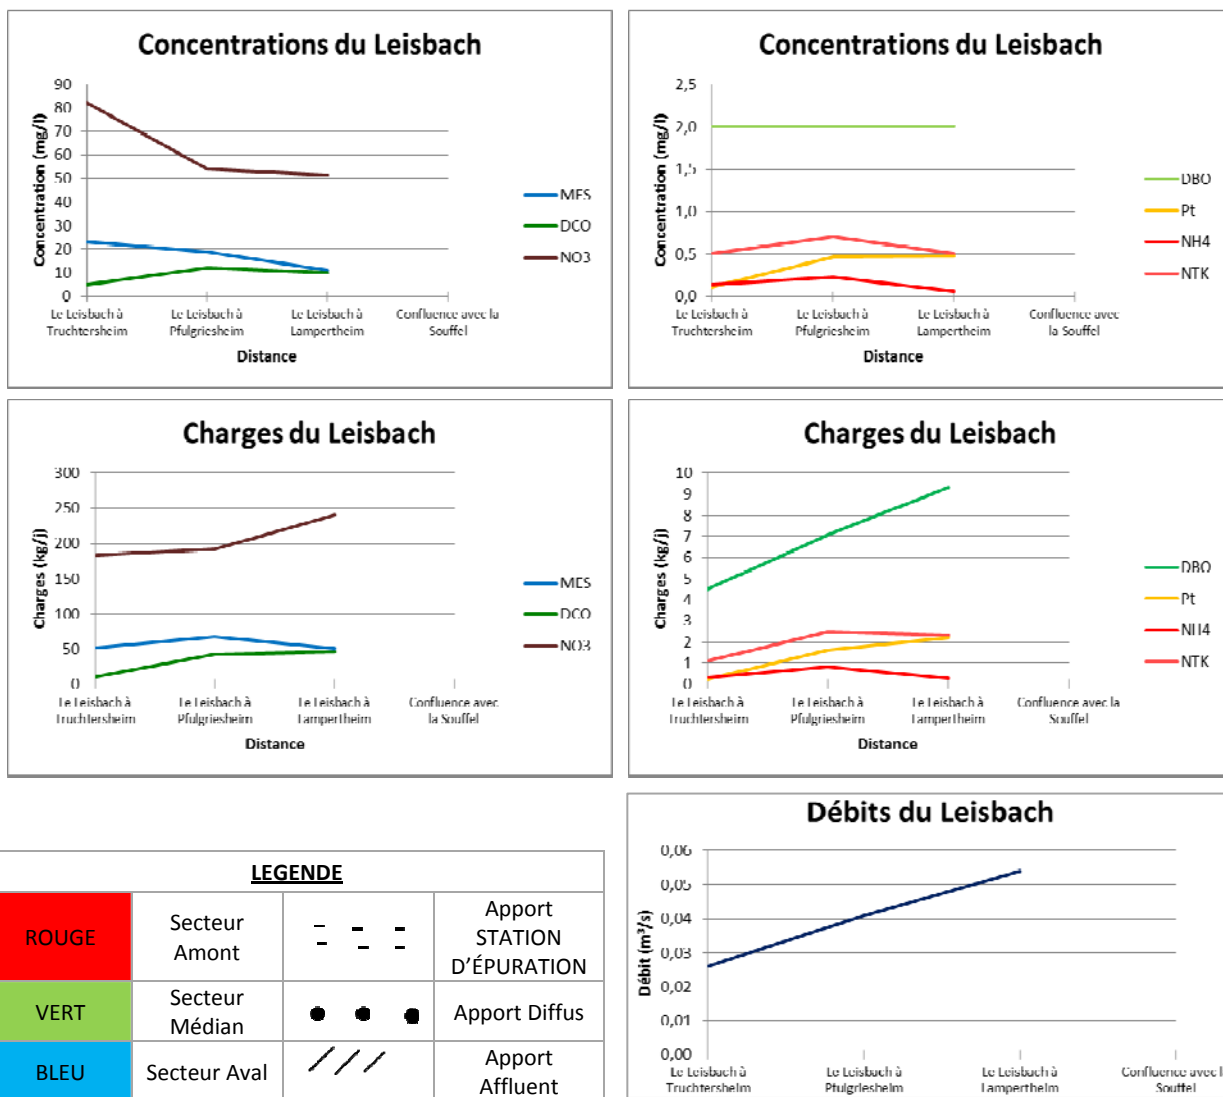 Concentrations du Leisbach
Concentration (mg/l)
90
80
70
60
50
40
30
20
10
0
Le Leisbach à Truchtersheim
Le Leisbach à Pfulgriesheim
Le Leisbach à Lampertheim
Confluence avec la Souffel
Distance
MES
DCO
NO3
Concentrations du Leisbach
Concentration (mg/l)
2,5
2,0
1,5
1,0
0,5
0,0
Le Leisbach à Truchtersheim
Le Leisbach à Pfulgriesheim
Le Leisbach à Lampertheim
Confluence avec la Souffel
Distance
DBO
Pt
NH4
NTK
Charges du Leisbach
Charges (kg/j)
300
250
200
150
100
50
0
Le Leisbach à Truchtersheim
Le Leisbach à Pfulgriesheim
Le Leisbach à Lampertheim
Confluence avec la Souffel
Distance
MES
DCO
NO3
Charges du Leisbach
Charges (kg/j)
10
9
8
7
6
5
4
3
2
1
0
Le Leisbach à Truchtersheim
Le Leisbach à Pfulgriesheim
Le Leisbach à Lampertheim
Confluence avec la Souffel
Distance
DBO
Pt
NH4
NTK
LEGENDE
ROUGE
Secteur Amont
Apport STATION D'ÉPURATION
VERT
Secteur Médian
Apport Diffus
BLEU
Secteur Aval
Apport Affluent
Débits du Leisbach
Débit (m³/s)
0,06
0,05
0,04
0,03
0,02
0,01
0,00
Le Leisbach à Truchtersheim
Le Leisbach à Pfulgriesheim
Le Leisbach à Lampertheim
Confluence avec l
Souffel